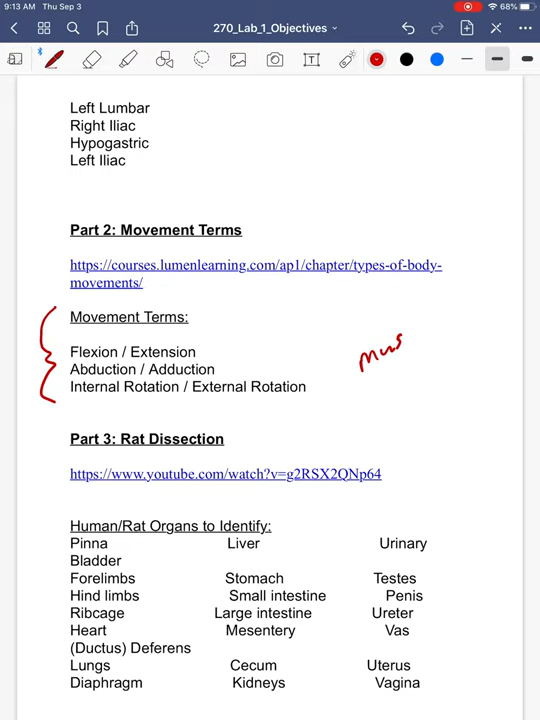 9:13 AM Thu Sep 3
68%
270_Lab_1_Objectives
T
Left Lumbar
Right Iliac
Hypogastric
Left Iliac
Part 2: Movement Terms
https://courses.lumenlearning.com/ap1/chapter/types-of-body-
movements/
Movement Terms:
Flexion / Extension
Abduction / Adduction
Internal Rotation / External Rotation
mus
Part 3: Rat Dissection
https://www.youtube.com/watch?v=g2RSX2QNp64
Human/Rat Organs to Identify:
Pinna Liver Urinary
Bladder
Forelimbs Stomach Testes
Hind limbs Small intestine Penis
Ribcage Large intestine Ureter
Heart Mesentery Vas
(Ductus) Deferens
Lungs Cecum Uterus
Diaphragm Kidneys Vagina